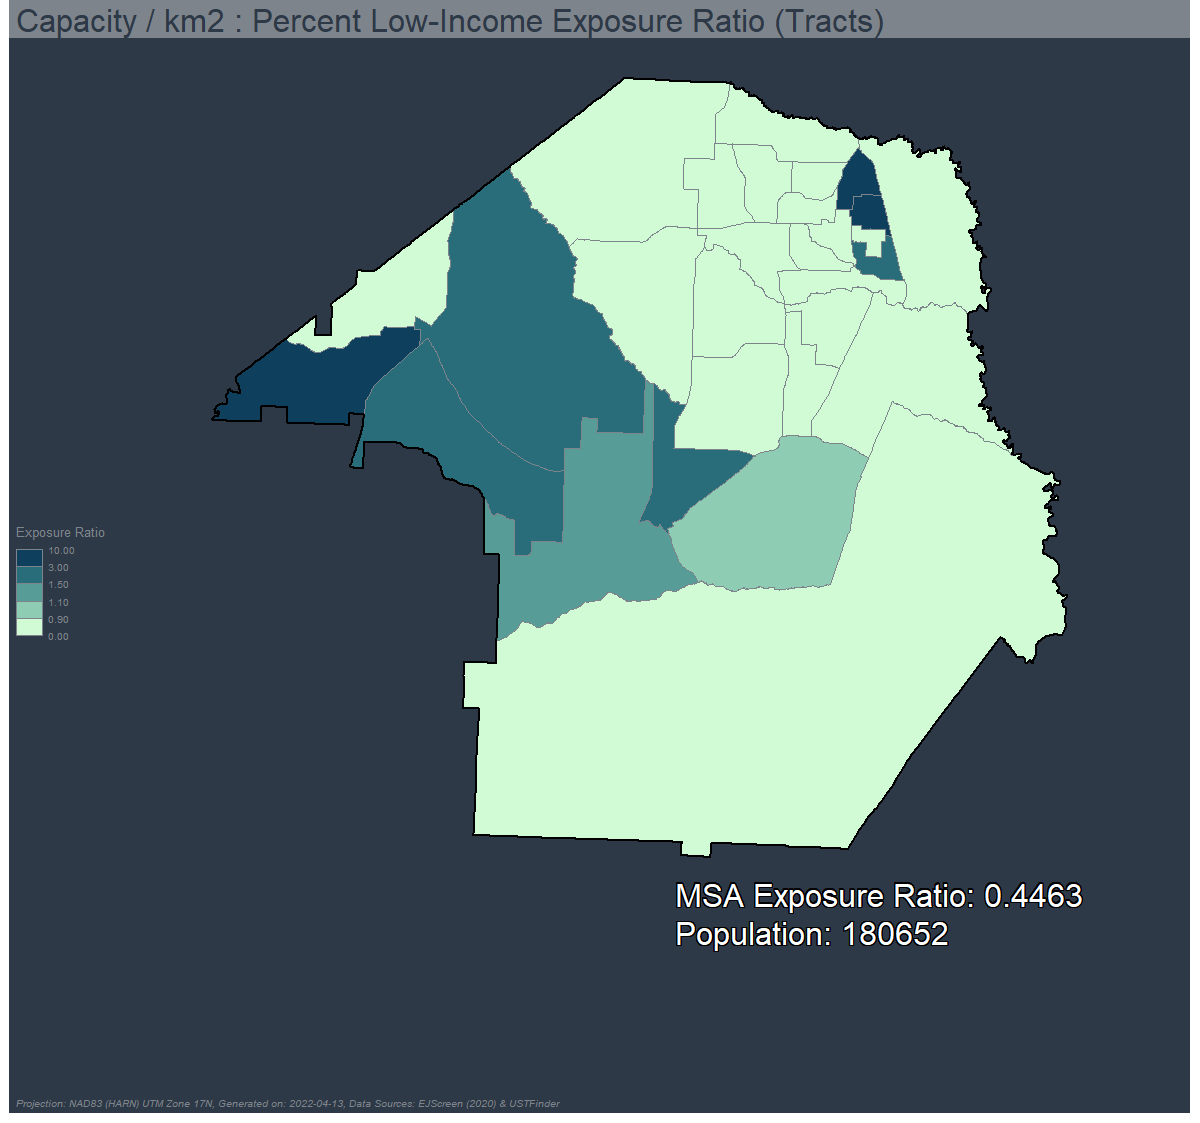 Capacity / km2 : Percent Low-Income Exposure Ratio (Tracts)
Exposure Ratio
10.00
3.00
1.50
1.10
0.90
0.00
MSA Exposure Ratio: 0.4463
Population: 180652
Projection: NAD83 (HARN) UTM Zone 17N, Generated on: 2022-04-13, Data Sources: EJScreen (2020) & USTFinder